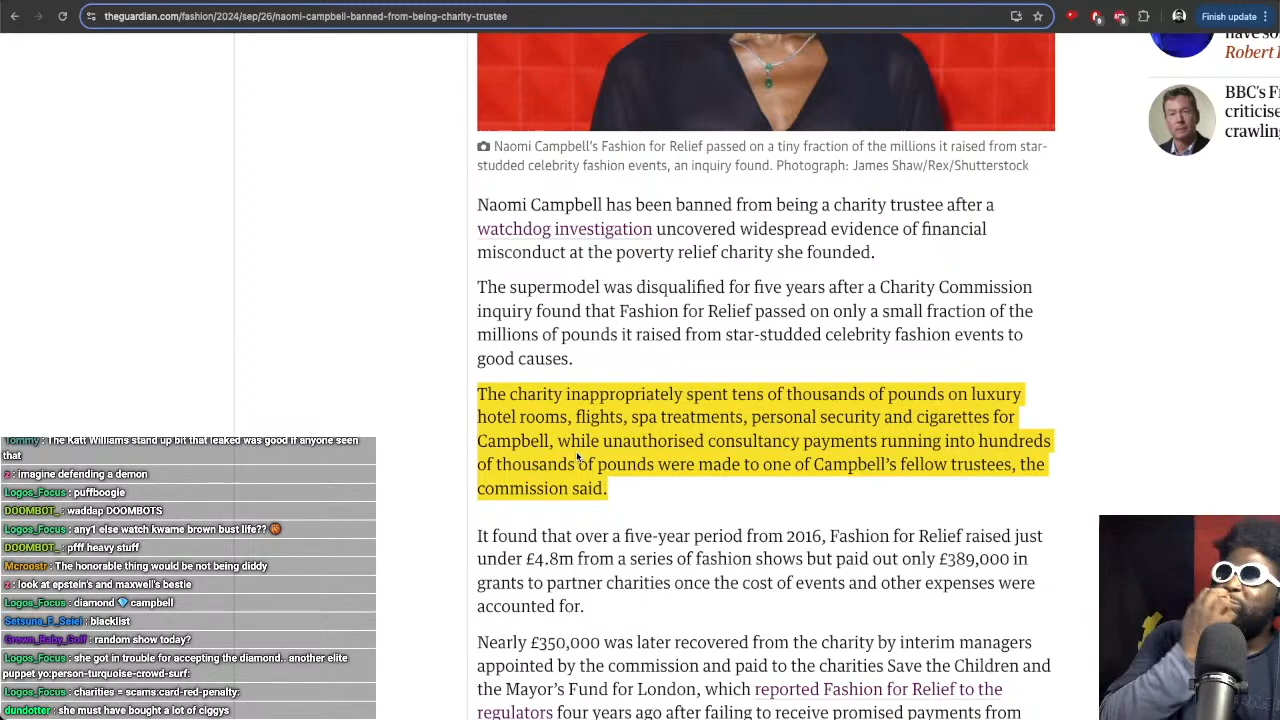 theguardian.com/fashion/2024/sep/26/naomi-campbell-banned-from-being-charity-trustee
Finish update
Robert
BBC's
criticise
Naomi Campbell's Fashion for Relief passed on a tiny fraction of the millions it raised from star-
studded celebrity fashion events, an inquiry found. Photograph: James Shaw/Rex/Shutterstock
Naomi Campbell has been banned from being a charity trustee after a
watchdog investigation uncovered widespread evidence of financial
misconduct at the poverty relief charity she founded.
The supermodel was disqualified for five years after a Charity Commission
inquiry found that Fashion for Relief passed on only a small fraction of the
millions of pounds it raised from star-studded celebrity fashion events to
good causes.
The charity inappropriately spent tens of thousands of pounds on luxury
hotel rooms, flights, spa treatments, personal security and cigarettes for
Campbell, while unauthorised consultancy payments running into hundreds
of thousands of pounds were made to one of Campbell's fellow trustees, the
commission said.
It found that over a five-year period from 2016, Fashion for Relief raised just
under £4.8m from a series of fashion shows but paid out only £389,000 in
grants to partner charities once the cost of events and other expenses were
accounted for.
Nearly £350,000 was later recovered from the charity by interim managers
appointed by the commission and paid to the charities Save the Children and
the Mayor's Fund for London, which reported Fashion for Relief to the
regulators four years ago after failing to receive promised payments from
Tommy : The Katt Williams stand up bit that leaked was good if anyone seen
that
z : imagine defending a demon
Logos_Focus : puffboogie
DOOMBOT_ : waddap DOOMBOTS
Logos_Focus : any1 else watch kwame brown bust life??
DOOMBOT_ : pfff heavy stuff
Mcroostr : The honorable thing would be not being diddy
z : look at epstein's and maxwell's bestie
Logos_Focus : diamond 💎 campbell
Setsuna_F_Seiei : blacklist
Grown_Baby_Golf : random show today?
Logos_Focus : she got in trouble for accepting the diamond.. another elite
puppet yo:person-turquoise-crowd-surf:
Logos_Focus : charities = scams:card-red-penalty:
dundotter : she must have bought a lot of ciggys